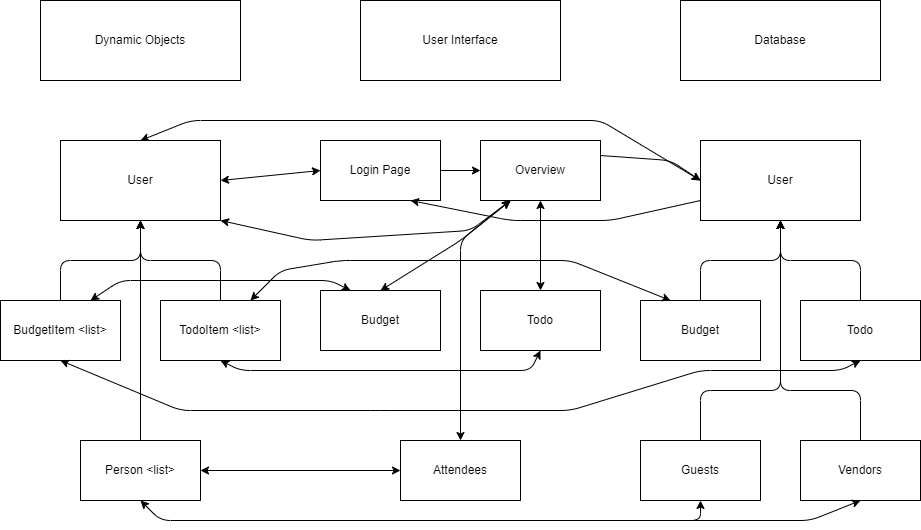 Dynamic Objects
User Interface
Database
User
Login Page
Overview
User
BudgetItem <list>
TodoItem <list>
Budget
Todo
Budget
Todo
Person <list>
Attendees
Guests
Vendors